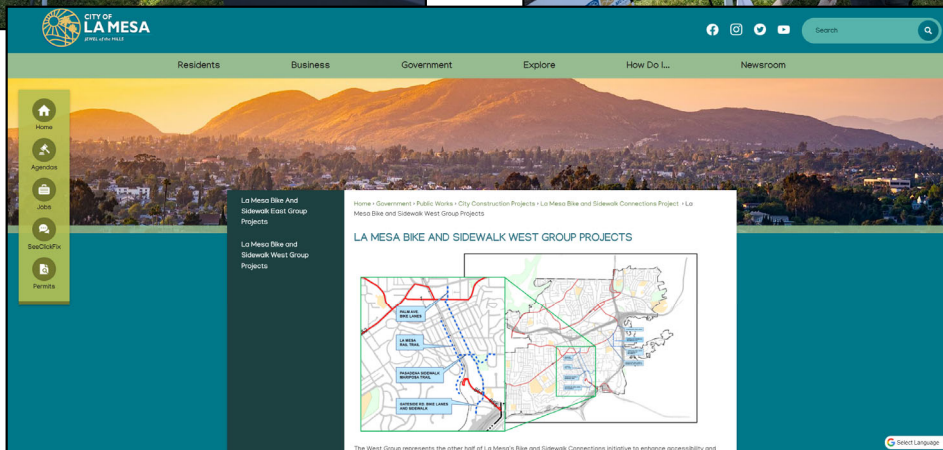 CITY OF
LA MESA
JEWEL of the HILLS
Search
Residents
Business
Government
Explore
How Do I...
Newsroom
Home
Agendas
Jobs
SeeClickFix
Permits
La Mesa Bike And
Sidewalk East Group
Projects
La Mesa Bike and
Sidewalk West Group
Projects
Home › Government › Public Works › City Construction Projects › La Mesa Bike and Sidewalk Connections Project › La
Mesa Bike and Sidewalk West Group Projects
LA MESA BIKE AND SIDEWALK WEST GROUP PROJECTS
PALM AVE.
BIKE LANES
LA MESA
RAIL TRAIL
PASADENA SIDEWALK
MARIPOSA TRAIL
GATESIDE RD. BIKE LANES
AND SIDEWALK
The West Group represents the other half of La Mesa's Bike and Sidewalk Connections initiative to enhance accessibility and
G Select Language